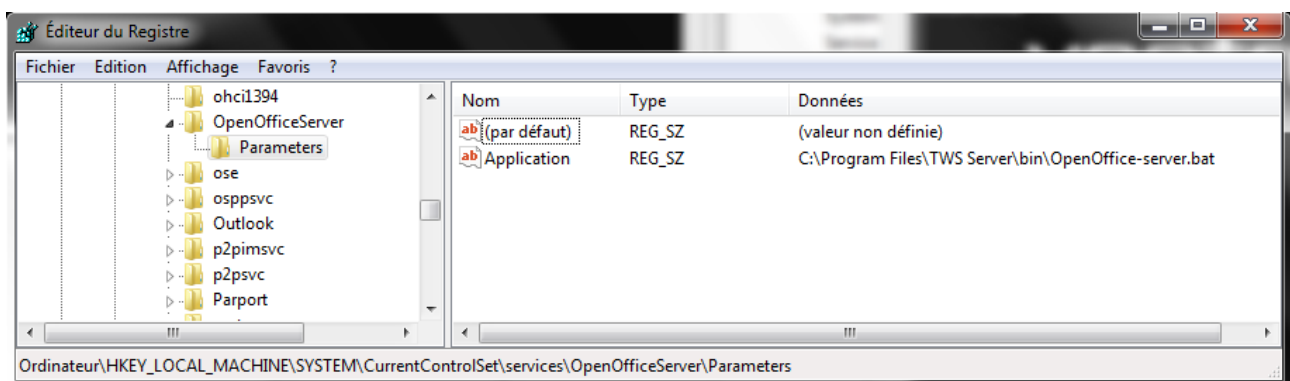 Éditeur du Registre
Fichier Edition Affichage Favoris ?
ohci1394
OpenOfficeServer
Parameters
ose
osppsvc
Outlook
p2pimsvc
p2psvc
Parport
Nom Type Données
(par défaut) REG_SZ (valeur non définie)
Application REG_SZ C:\Program Files\TWS Server\bin\OpenOffice-server.bat
Ordinateur\HKEY_LOCAL_MACHINE\SYSTEM\CurrentControlSet\services\OpenOfficeServer\Parameters